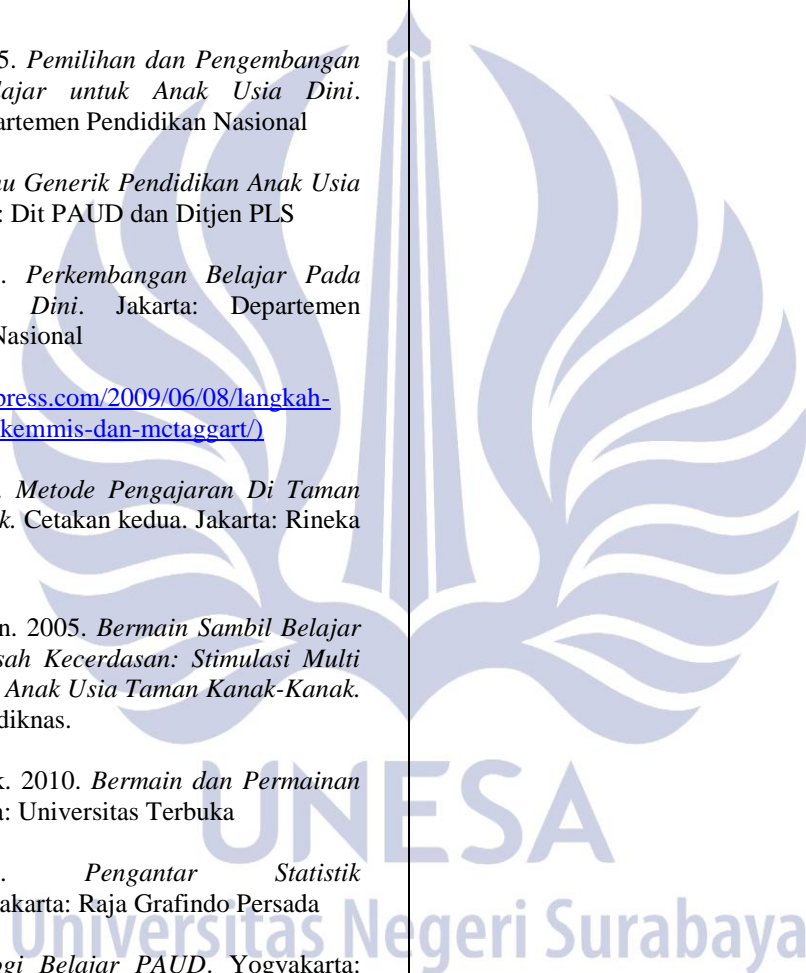 5. Pemilihan dan Pengembangan
lajar untuk Anak Usia Dini.
artemen Pendidikan Nasional
u Generik Pendidikan Anak Usia
: Dit PAUD dan Ditjen PLS
. Perkembangan Belajar Pada
Dini. Jakarta: Departemen
Nasional
press.com/2009/06/08/langkah-
kemmis-dan-mctaggart/)
. Metode Pengajaran Di Taman
k. Cetakan kedua. Jakarta: Rineka
n. 2005. Bermain Sambil Belajar
sah Kecerdasan: Stimulasi Multi
Anak Usia Taman Kanak-Kanak.
diknas.
k. 2010. Bermain dan Permainan
a: Universitas Terbuka
. Pengantar Statistik
akarta: Raja Grafindo Persada
gi Belajar PAUD. Yogyakarta:
UNESA
Universitas Negeri Surabaya